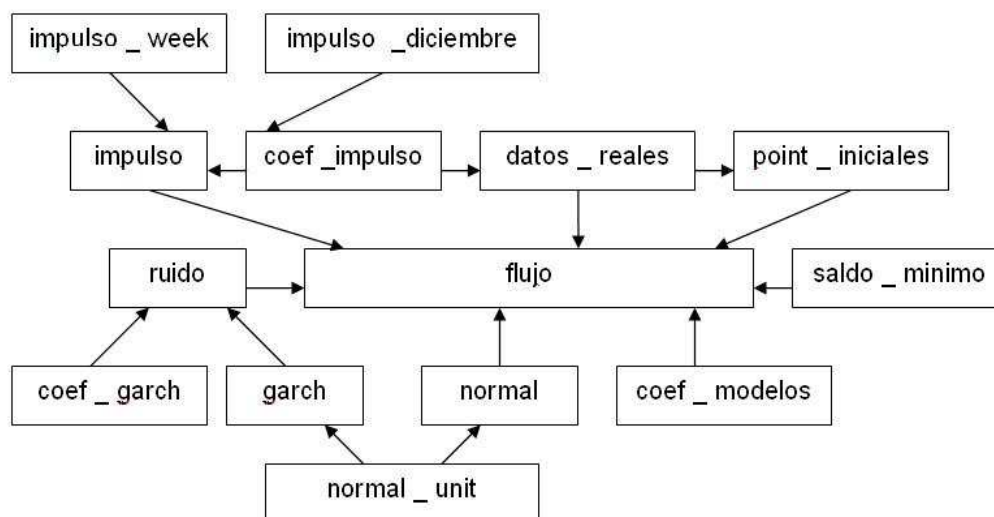 impulso _ week
impulso _diciembre
impulso
coef _impulso
datos _ reales
point _ iniciales
ruido
flujo
saldo _ minimo
coef _ garch
garch
normal
coef _ modelos
normal _ unit